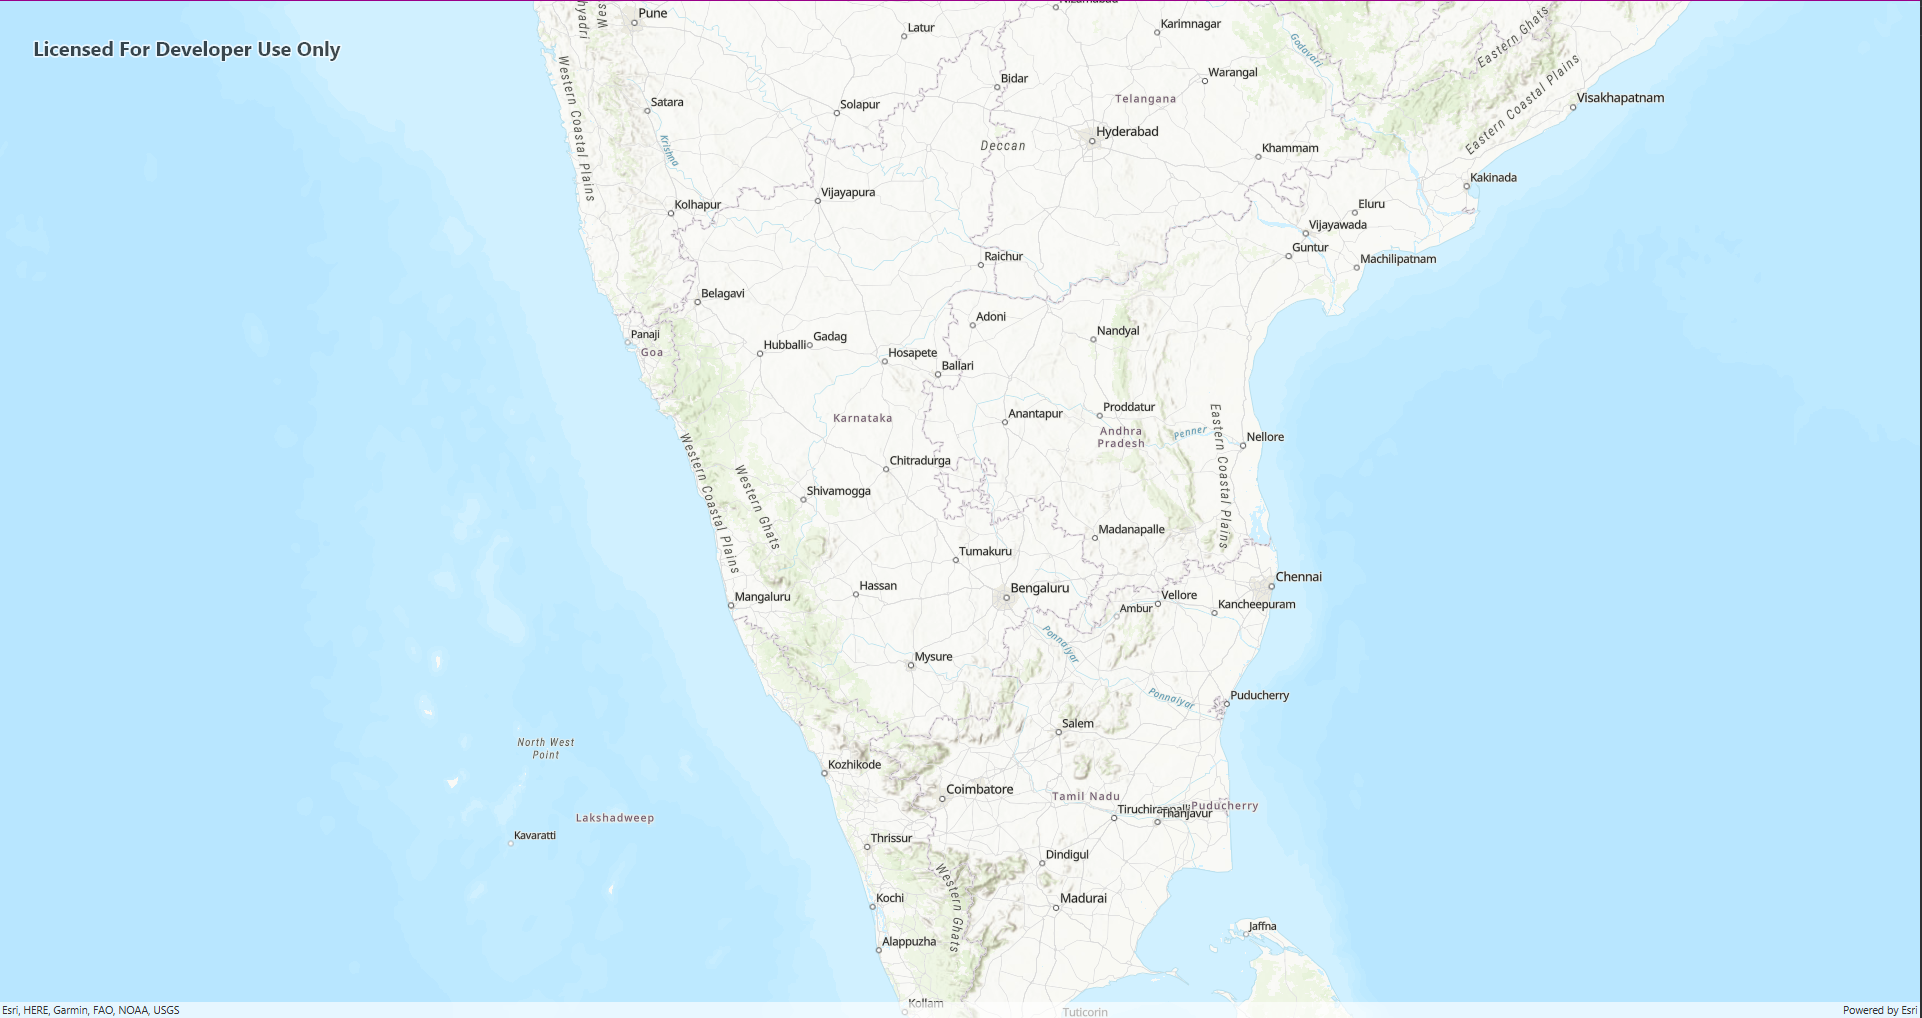 Nizamabad
Pune
Latur
Karimnagar
Godavari
Eastern Ghats
Licensed For Developer Use Only
Western Coastal Plains
Bidar
Warangal
Eastern Coastal Plains
Visakhapatnam
Satara
Solapur
Telangana
Krishna
Deccan
Hyderabad
Khammam
Kakinada
Vijayapura
Kolhapur
Eluru
Vijayawada
Guntur
Machilipatnam
Raichur
Belagavi
Adoni
Nandyal
Panaji
Goa
Hubballi
Gadag
Hosapete
Ballari
Karnataka
Anantapur
Proddatur
Andhra
Pradesh
Penner
Nellore
Eastern Coastal Plains
Western Coastal Plains
Western Ghats
Chitradurga
Shivamogga
Madanapalle
Tumakuru
Chennai
Hassan
Bengaluru
Mangaluru
Vellore
Ambur
Kancheepuram
Ponnaiyar
Mysure
Ponnaiyar
Puducherry
Salem
North West
Point
Kozhikode
Coimbatore
Tamil Nadu
Tiruchirappalli
Puducherry
Thanjavur
Lakshadweep
Kavaratti
Thrissur
Dindigul
Western Ghats
Kochi
Madurai
Jaffna
Alappuzha
Kollam
Tuticorin
Esri, HERE, Garmin, FAO, NOAA, USGS
Powered by Esri